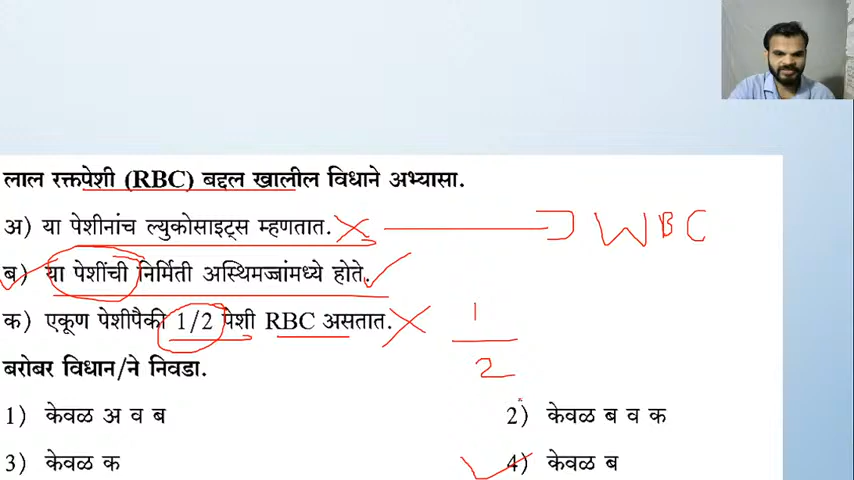 लाल रक्तपेशी (RBC) बद्दल खालील विधाने अभ्यासा.
अ) या पेशीनांच ल्युकोसाइट्स म्हणतात. WBC
ब) या पेशींची निर्मिती अस्थिमज्जांमध्ये होते.
क) एकूण पेशीपैकी 1/2 पेशी RBC असतात. 1
2
बरोबर विधान/ने निवडा.
1) केवळ अ व ब 2) केवळ ब व क
3) केवळ क 4) केवळ ब